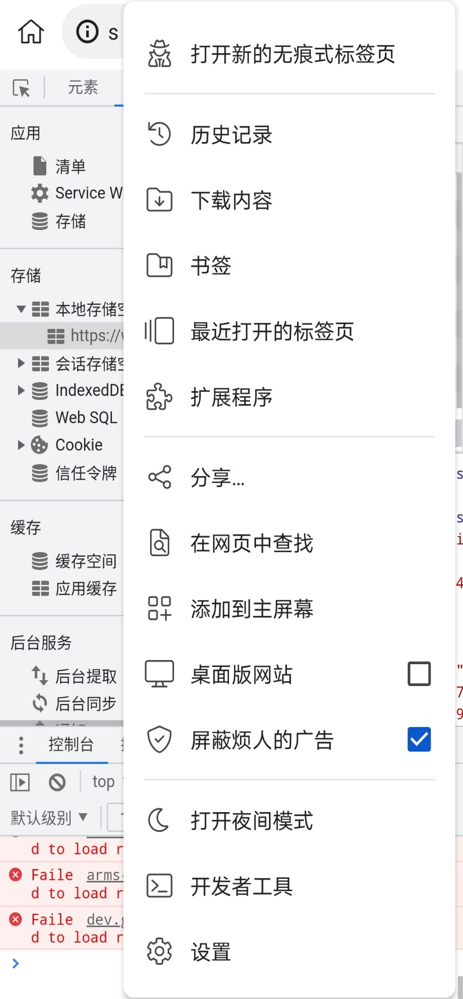 s
打开新的无痕式标签页
元素
应用
历史记录
清单
Service W
下载内容
存储
存储
书签
本地存储空
https://w
最近打开的标签页
会话存储空
IndexedDB
扩展程序
Web SQL
Cookie
信任令牌
分享...
s
s
缓存
i
在网页中查找
缓存空间
4
应用缓存
添加到主屏幕
后台服务
后台提取
桌面版网站
"
7
后台同步
9
控制台
屏蔽烦人的广告
top
默认级别
打开夜间模式
d to load r
Faile arms-
d to load r
开发者工具
Faile dev.g
d to load r
设置